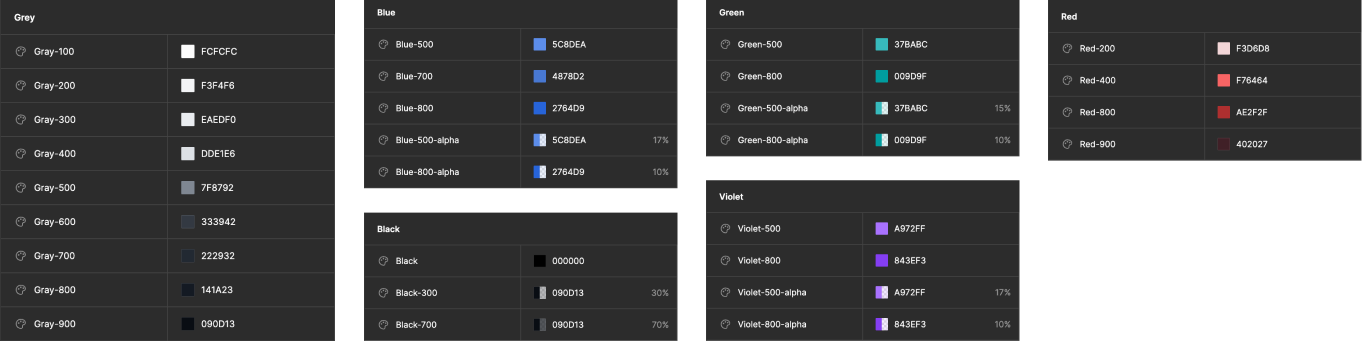 Grey
Gray-100 FCFCFC
Gray-200 F3F4F6
Gray-300 EAEDF0
Gray-400 DDE1E6
Gray-500 7F8792
Gray-600 333942
Gray-700 222932
Gray-800 141A23
Gray-900 090D13
Blue
Blue-500 5C8DEA
Blue-700 4878D2
Blue-800 2764D9
Blue-500-alpha 5C8DEA 17%
Blue-800-alpha 2764D9 10%
Black
Black 000000
Black-300 090D13 30%
Black-700 090D13 70%
Green
Green-500 37BABC
Green-800 009D9F
Green-500-alpha 37BABC 15%
Green-800-alpha 009D9F 10%
Violet
Violet-500 A972FF
Violet-800 843EF3
Violet-500-alpha A972FF 17%
Violet-800-alpha 843EF3 10%
Red
Red-200 F3D6D8
Red-400 F76464
Red-800 AE2F2F
Red-900 402027